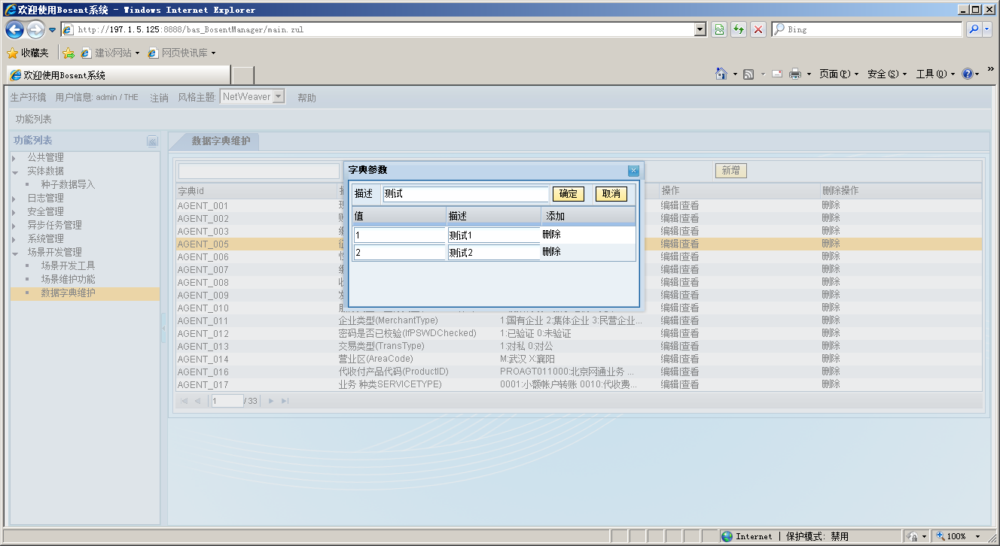 欢迎使用Bosent系统 - Windows Internet Explorer
http://197.1.5.125:8888/bas_BosentManager/main.zul
Bing
收藏夹 建议网站 网页快讯库
欢迎使用Bosent系统
页面(P) 安全(S) 工具(O) »
生产环境 用户信息: admin / THE 注销 风格主题: NetWeaver 帮助
功能列表
功能列表
公共管理
实体数据
种子数据导入
日志管理
安全管理
异步任务管理
系统管理
场景开发管理
场景开发工具
场景维护功能
数据字典维护
数据字典维护
新增
字典id 操作 删除操作
AGENT_001 编辑|查看 删除
AGENT_002 编辑|查看 删除
AGENT_003 编辑|查看 删除
AGENT_005 编辑|查看 删除
AGENT_006 编辑|查看 删除
AGENT_007 编辑|查看 删除
AGENT_008 编辑|查看 删除
AGENT_009 编辑|查看 删除
AGENT_010 编辑|查看 删除
AGENT_011 企业类型(MerchantType) 1:国有企业 2:集体企业 3:民营企业... 编辑|查看 删除
AGENT_012 密码是否已校验(IfPSWDChecked) 1:已验证 0:未验证 编辑|查看 删除
AGENT_013 交易类型(TransType) 1:对私 0:对公 编辑|查看 删除
AGENT_014 营业区(AreaCode) M:武汉 X:襄阳 编辑|查看 删除
AGENT_016 代收付产品代码(ProductID) PROAGT011000:北京网通业务 ... 编辑|查看 删除
AGENT_017 业务 种类SERVICETYPE) 0001:小额帐户转账 0010:代收费... 编辑|查看 删除
1 / 33
字典参数
描述 测试 确定 取消
值 描述 添加
1 测试1 删除
2 测试2 删除
Internet | 保护模式: 禁用 100%